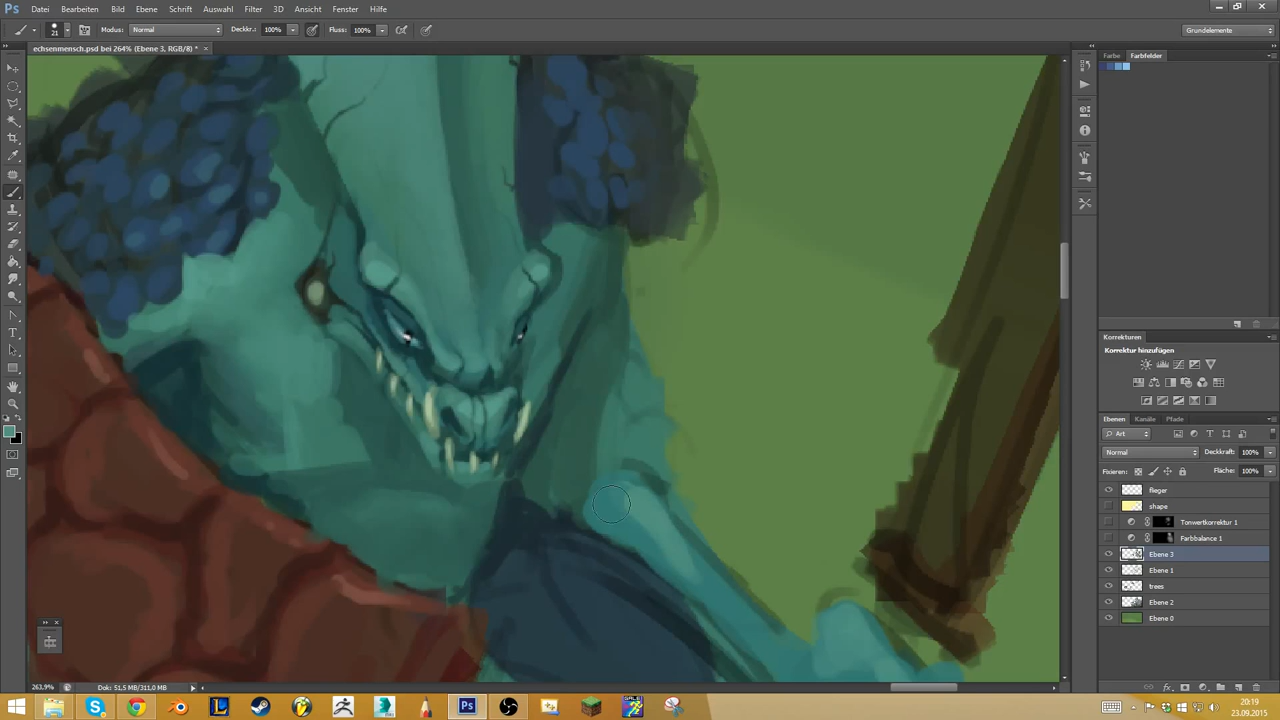 Ps Datei Bearbeiten Bild Ebene Schrift Auswahl Filter 3D Ansicht Fenster Hilfe
21 Modus: Normal Deckkr.: 100% Fluss: 100% Grundelemente
echsenmensch.psd bei 264% (Ebene 3, RGB/8) * ×
Farbe Farbfelder
Korrekturen
Korrektur hinzufügen
Ebenen Kanäle Pfade
Art
Normal Deckkraft: 100%
Fixieren: Fläche: 100%
flieger
shape
Tonwertkorrektur 1
Farbbalance 1
Ebene 3
Ebene 1
trees
Ebene 2
Ebene 0
263,9% Dok: 51,5 MB/311,0 MB
20:19
23.09.2015